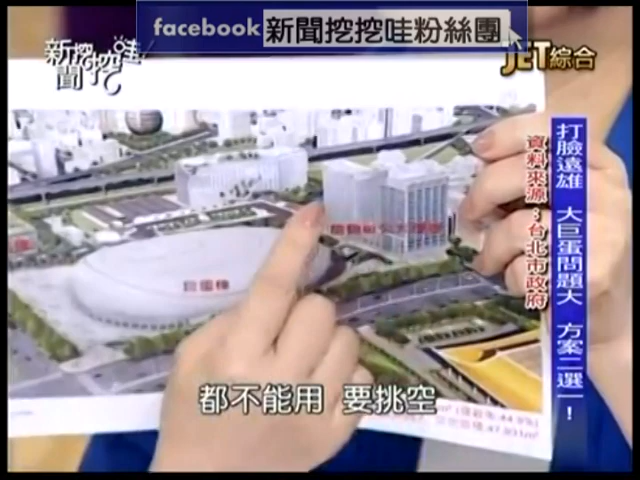 facebook 新聞挖挖哇粉絲團
新聞挖挖哇
JET綜合
打臉遠雄 大巨蛋問題大 方案二選一!
資料來源:台北市政府
巨蛋棟
都不能用 要挑空